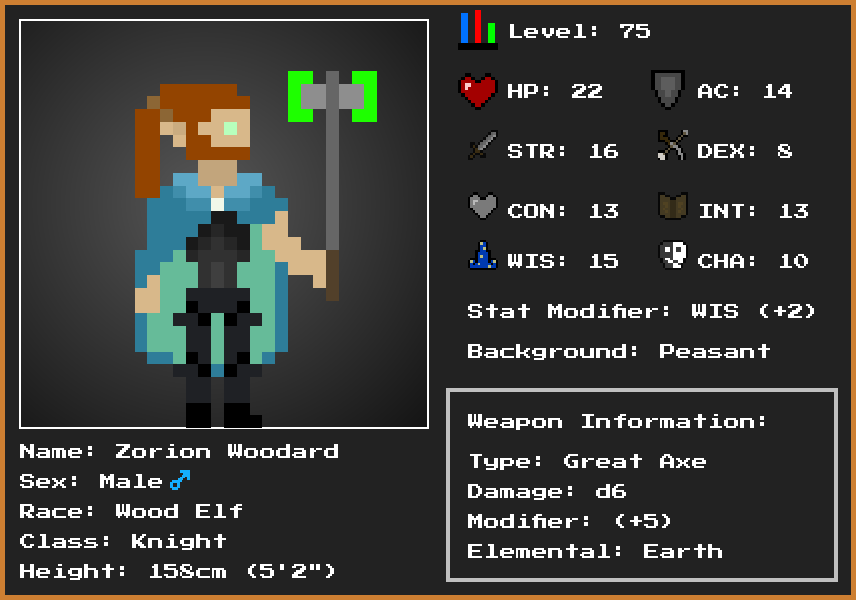 Level: 75
HP: 22
AC: 14
STR: 16
DEX: 8
CON: 13
INT: 13
WIS: 15
CHA: 10
Stat Modifier: WIS (+2)
Background: Peasant
Weapon Information:
Type: Great Axe
Damage: d6
Modifier: (+5)
Elemental: Earth
Name: Zorion Woodard
Sex: Male ♂
Race: Wood Elf
Class: Knight
Height: 158cm (5'2")